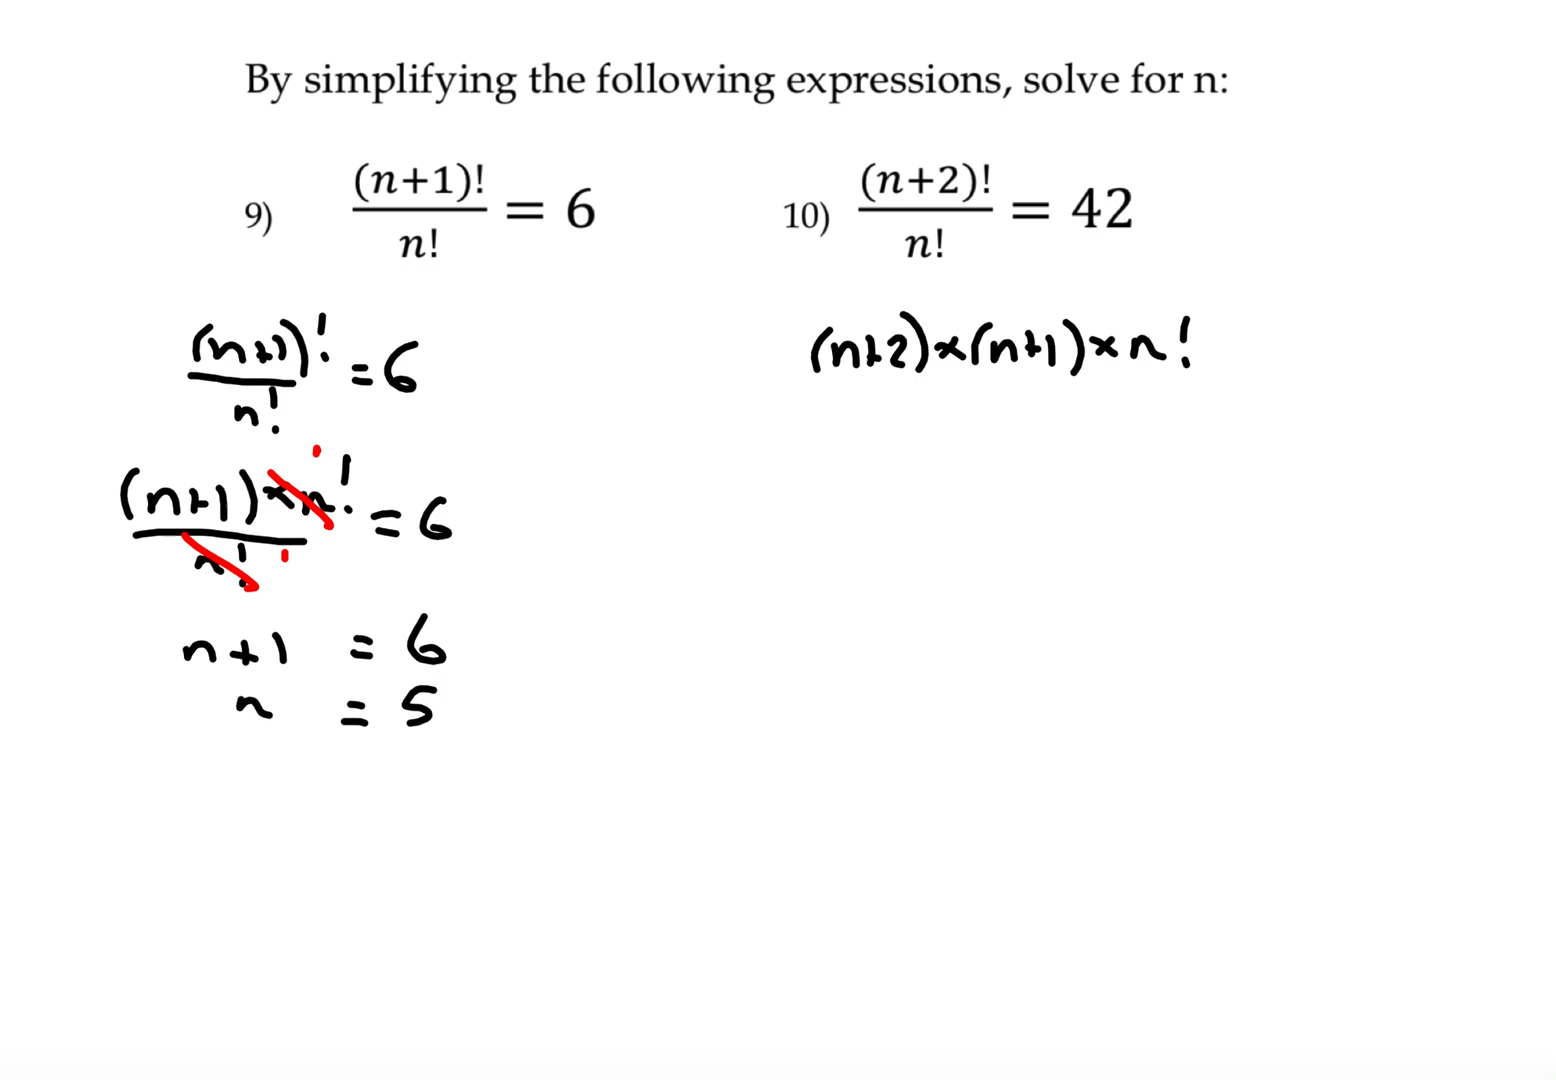 By simplifying the following expressions, solve for n:
9) (n+1)!/n! = 6
10) (n+2)!/n! = 42
(n+1)!/n! = 6
(n+1)×n!/n! = 6
n+1 = 6
n = 5
(n+2)×(n+1)×n!